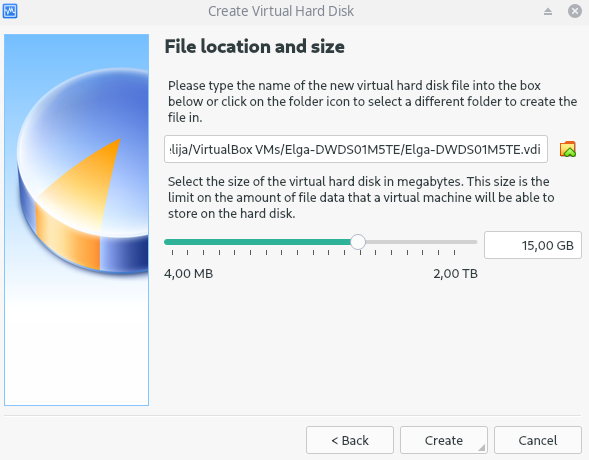 Create Virtual Hard Disk
File location and size
Please type the name of the new virtual hard disk file into the box
below or click on the folder icon to select a different folder to create the
file in.
lija/VirtualBox VMs/Elga-DWDS01M5TE/Elga-DWDS01M5TE.vdi
Select the size of the virtual hard disk in megabytes. This size is the
limit on the amount of file data that a virtual machine will be able to
store on the hard disk.
15,00 GB
4,00 MB
2,00 TB
< Back
Create
Cancel